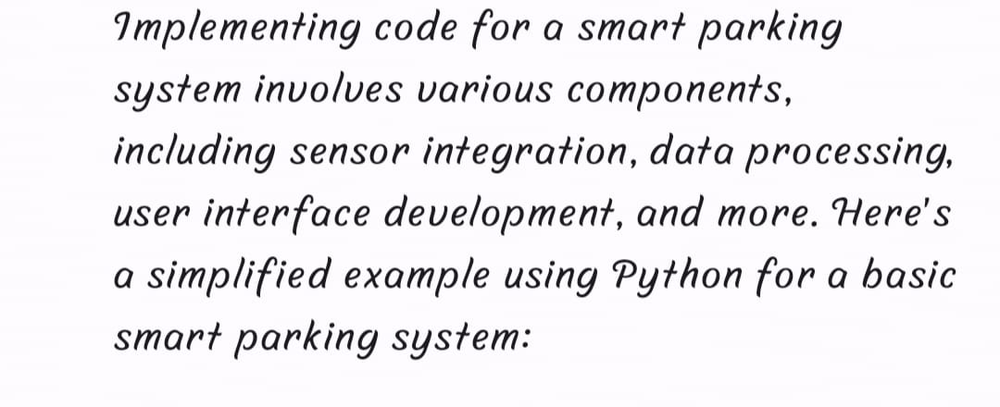 Implementing code for a smart parking
system involves various components,
including sensor integration, data processing,
user interface development, and more. Here's
a simplified example using Python for a basic
smart parking system: